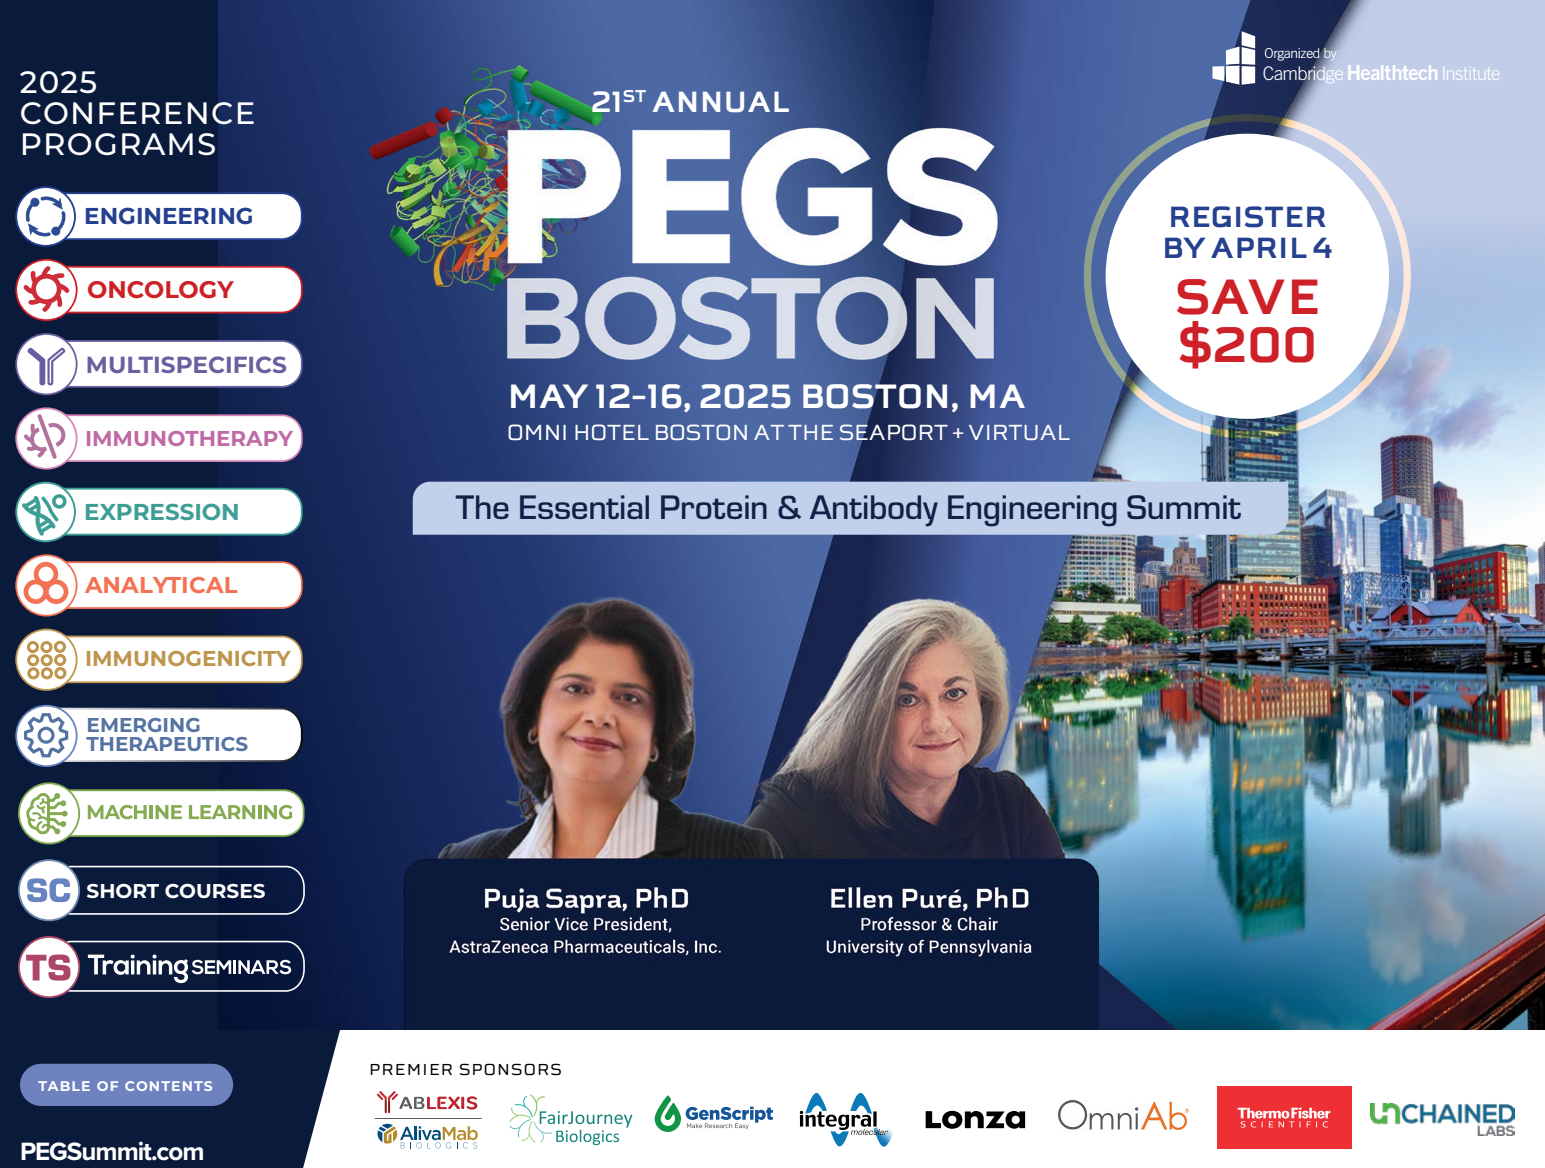 2025
CONFERENCE
PROGRAMS
ENGINEERING
ONCOLOGY
MULTISPECIFICS
IMMUNOTHERAPY
EXPRESSION
ANALYTICAL
IMMUNOGENICITY
EMERGING
THERAPEUTICS
MACHINE LEARNING
SC SHORT COURSES
TS Training SEMINARS
TABLE OF CONTENTS
PEGSummit.com
21ST ANNUAL
PEGS
BOSTON
MAY 12-16, 2025 BOSTON, MA
OMNI HOTEL BOSTON AT THE SEAPORT + VIRTUAL
The Essential Protein & Antibody Engineering Summit
Organized by
Cambridge Healthtech Institute
REGISTER
BY APRIL 4
SAVE
$200
Puja Sapra, PhD
Senior Vice President,
AstraZeneca Pharmaceuticals, Inc.
Ellen Puré, PhD
Professor & Chair
University of Pennsylvania
PREMIER SPONSORS
ABLEXIS
AlivaMab
BIOLOGICS
FairJourney
Biologics
GenScript
Make Research Easy
integral
molecular
Lonza
OmniAb
ThermoFisher
SCIENTIFIC
UNCHAINED
LABS